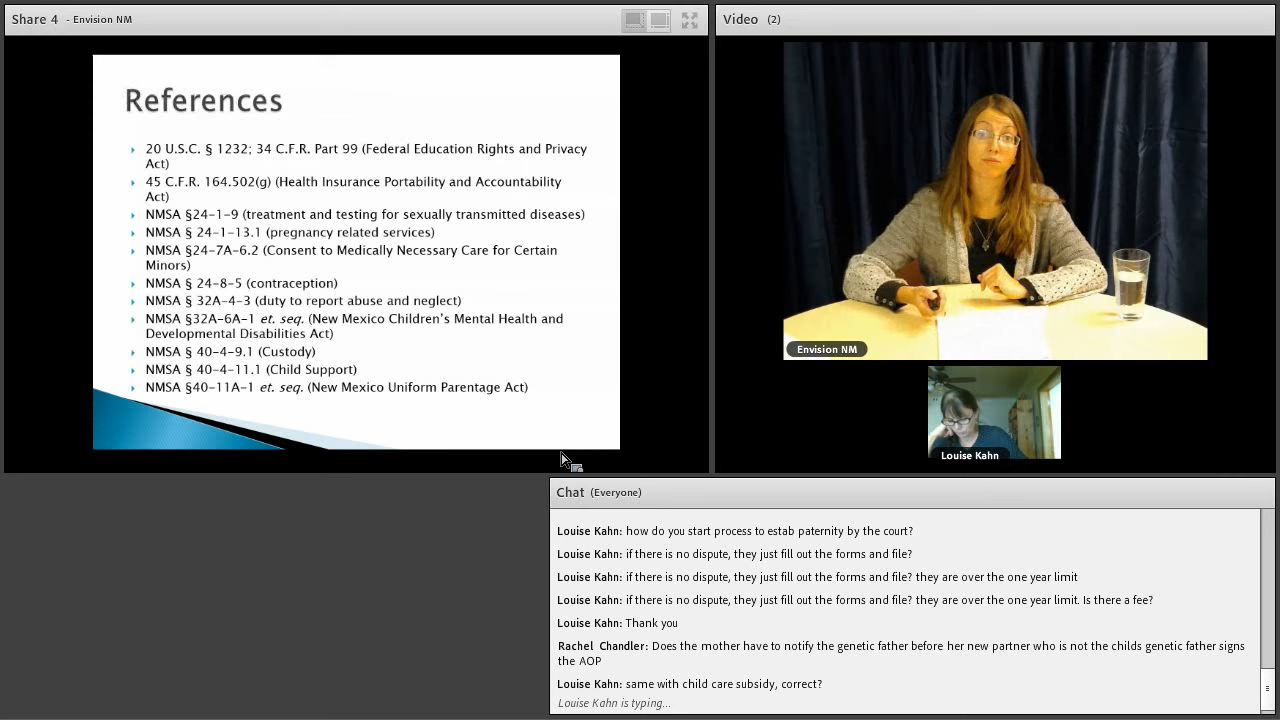 Share 4 - Envision NM
References
20 U.S.C. § 1232; 34 C.F.R. Part 99 (Federal Education Rights and Privacy
Act)
45 C.F.R. 164.502(g) (Health Insurance Portability and Accountability
Act)
NMSA §24-1-9 (treatment and testing for sexually transmitted diseases)
NMSA § 24-1-13.1 (pregnancy related services)
NMSA §24-7A-6.2 (Consent to Medically Necessary Care for Certain
Minors)
NMSA § 24-8-5 (contraception)
NMSA § 32A-4-3 (duty to report abuse and neglect)
NMSA §32A-6A-1 et. seq. (New Mexico Children's Mental Health and
Developmental Disabilities Act)
NMSA § 40-4-9.1 (Custody)
NMSA § 40-4-11.1 (Child Support)
NMSA §40-11A-1 et. seq. (New Mexico Uniform Parentage Act)
Video (2)
Envision NM
Louise Kahn
Chat (Everyone)
Louise Kahn: how do you start process to estab paternity by the court?
Louise Kahn: if there is no dispute, they just fill out the forms and file?
Louise Kahn: if there is no dispute, they just fill out the forms and file? they are over the one year limit
Louise Kahn: if there is no dispute, they just fill out the forms and file? they are over the one year limit. Is there a fee?
Louise Kahn: Thank you
Rachel Chandler: Does the mother have to notify the genetic father before her new partner who is not the childs genetic father signs
the AOP
Louise Kahn: same with child care subsidy, correct?
Louise Kahn is typing...